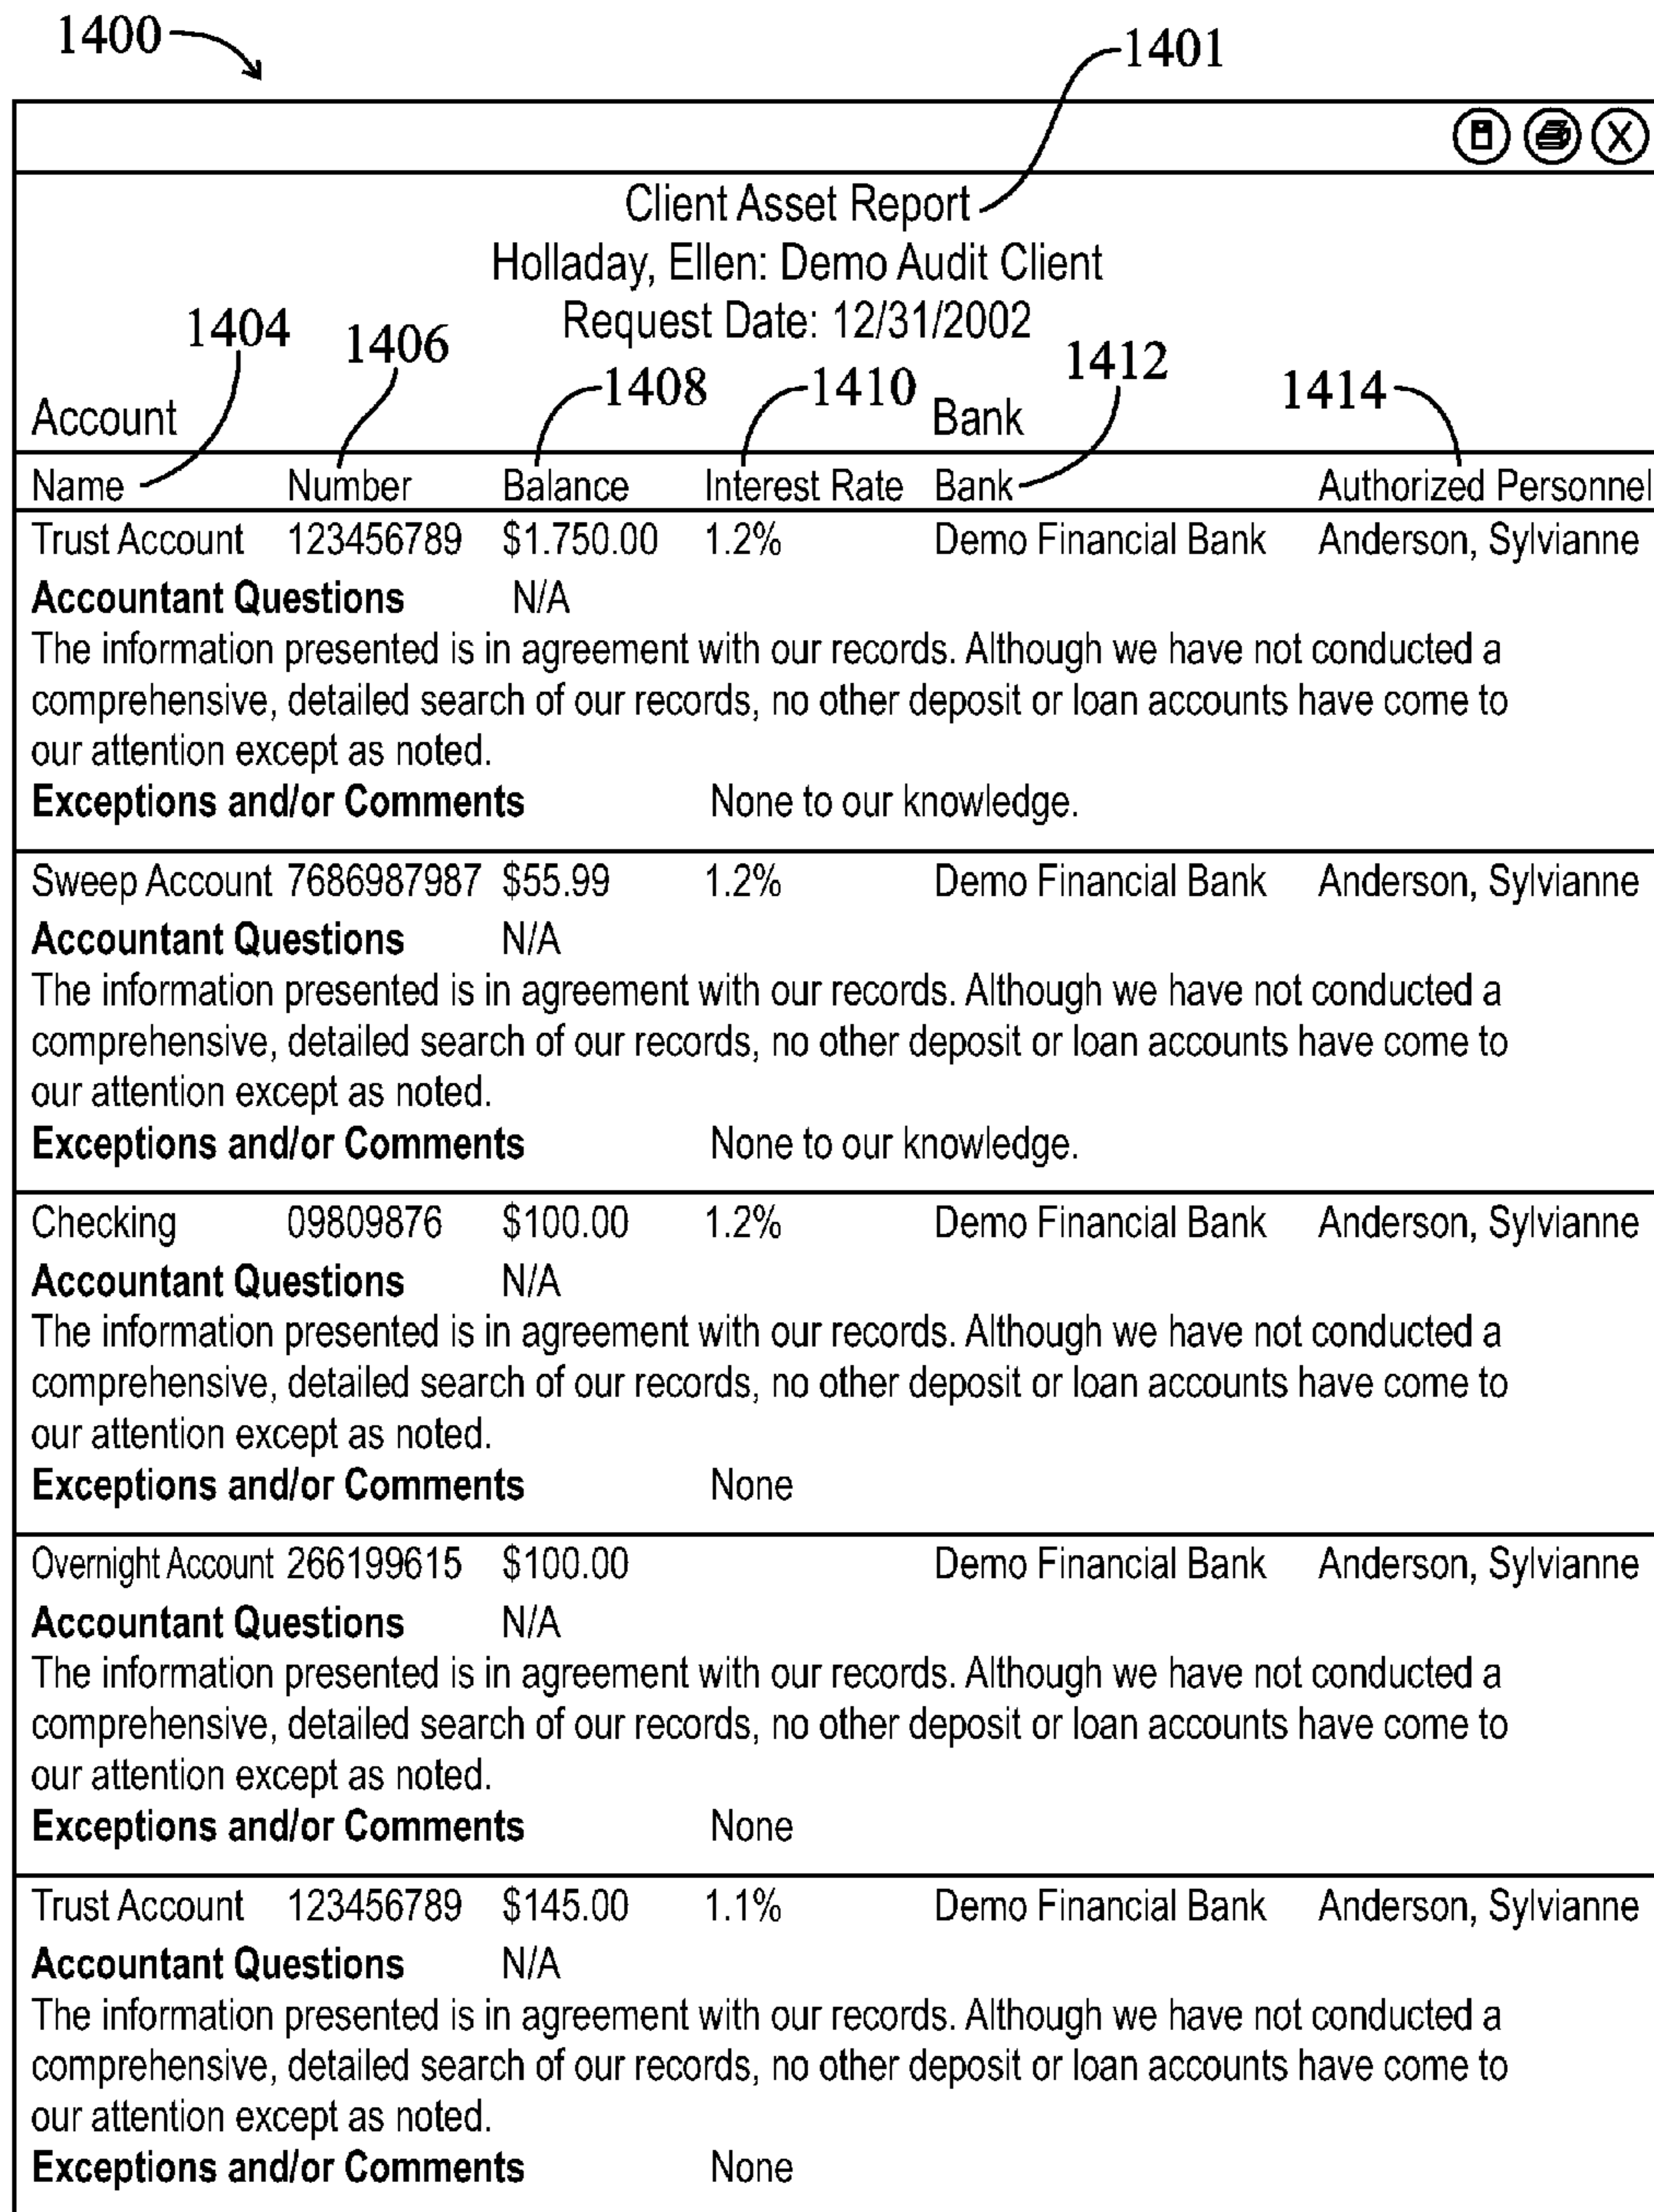 1400
1401
Client Asset Report
Holladay, Ellen: Demo Audit Client
Request Date: 12/31/2002
1404 1406 1408 1410 1412 1414
Account Bank
Name Number Balance Interest Rate Bank Authorized Personnel
Trust Account 123456789 $1.750.00 1.2% Demo Financial Bank Anderson, Sylvianne
Accountant Questions N/A
The information presented is in agreement with our records. Although we have not conducted a
comprehensive, detailed search of our records, no other deposit or loan accounts have come to
our attention except as noted.
Exceptions and/or Comments None to our knowledge.
Sweep Account 7686987987 $55.99 1.2% Demo Financial Bank Anderson, Sylvianne
Accountant Questions N/A
The information presented is in agreement with our records. Although we have not conducted a
comprehensive, detailed search of our records, no other deposit or loan accounts have come to
our attention except as noted.
Exceptions and/or Comments None to our knowledge.
Checking 09809876 $100.00 1.2% Demo Financial Bank Anderson, Sylvianne
Accountant Questions N/A
The information presented is in agreement with our records. Although we have not conducted a
comprehensive, detailed search of our records, no other deposit or loan accounts have come to
our attention except as noted.
Exceptions and/or Comments None
Overnight Account 266199615 $100.00 Demo Financial Bank Anderson, Sylvianne
Accountant Questions N/A
The information presented is in agreement with our records. Although we have not conducted a
comprehensive, detailed search of our records, no other deposit or loan accounts have come to
our attention except as noted.
Exceptions and/or Comments None
Trust Account 123456789 $145.00 1.1% Demo Financial Bank Anderson, Sylvianne
Accountant Questions N/A
The information presented is in agreement with our records. Although we have not conducted a
comprehensive, detailed search of our records, no other deposit or loan accounts have come to
our attention except as noted.
Exceptions and/or Comments None